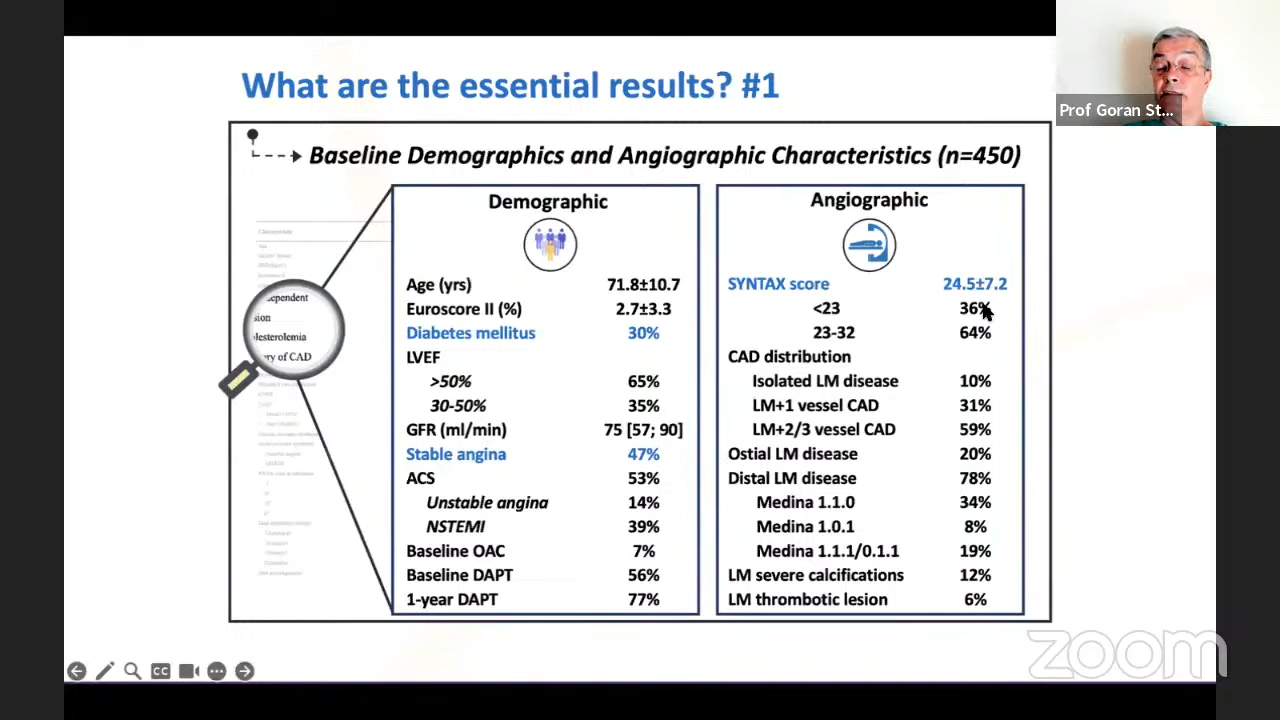 What are the essential results? #1
Prof Goran St...
Baseline Demographics and Angiographic Characteristics (n=450)
Demographic
Age (yrs) 71.8±10.7
Euroscore II (%) 2.7±3.3
Diabetes mellitus 30%
LVEF
>50% 65%
30-50% 35%
GFR (ml/min) 75 [57; 90]
Stable angina 47%
ACS 53%
Unstable angina 14%
NSTEMI 39%
Baseline OAC 7%
Baseline DAPT 56%
1-year DAPT 77%
Angiographic
SYNTAX score 24.5±7.2
<23 36%
23-32 64%
CAD distribution
Isolated LM disease 10%
LM+1 vessel CAD 31%
LM+2/3 vessel CAD 59%
Ostial LM disease 20%
Distal LM disease 78%
Medina 1.1.0 34%
Medina 1.0.1 8%
Medina 1.1.1/0.1.1 19%
LM severe calcifications 12%
LM thrombotic lesion 6%
CC
zoom